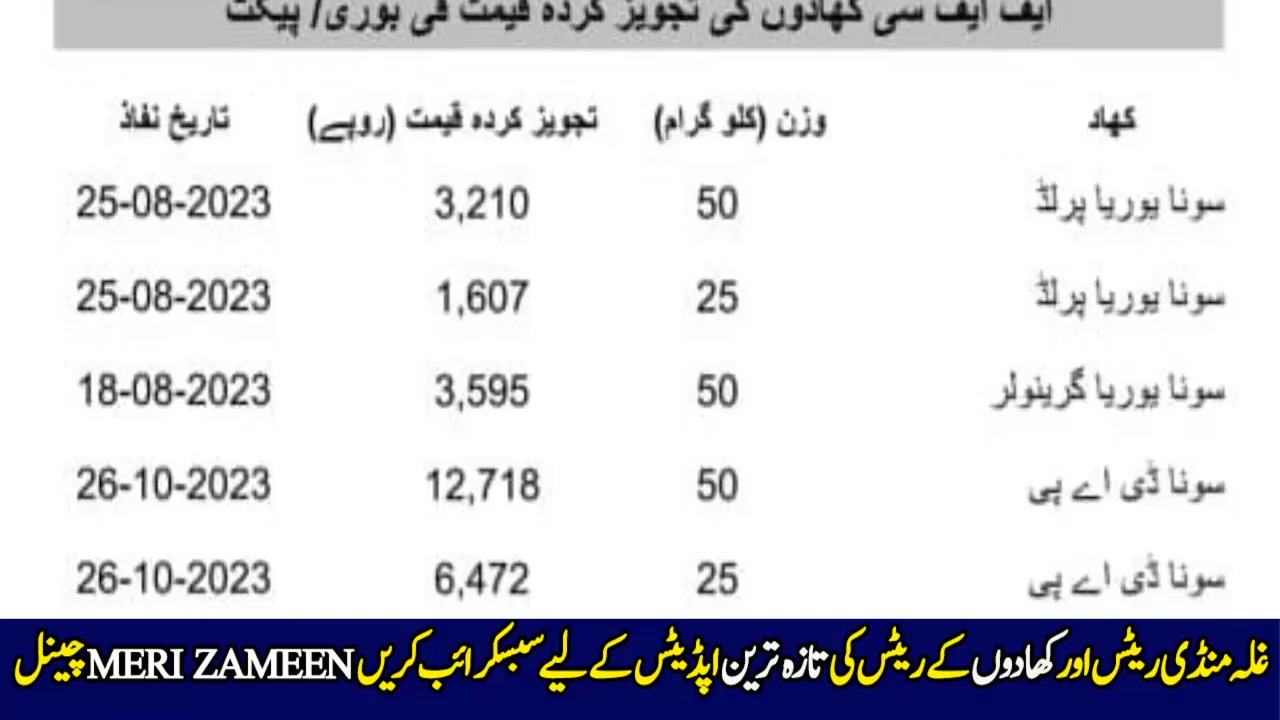 ایف ایف سی کھادوں کی تجویز کردہ قیمت فی بوری/ پیکٹ
کھاد وزن (کلو گرام) تجویز کردہ قیمت (روپے) تاریخ نفاذ
سونا یوریا پرلڈ 50 3,210 25-08-2023
سونا یوریا پرلڈ 25 1,607 25-08-2023
سونا یوریا گرینولر 50 3,595 18-08-2023
سونا ڈی اے پی 50 12,718 26-10-2023
سونا ڈی اے پی 25 6,472 26-10-2023
غلہ منڈی ریٹس اور کھادوں کے ریٹس کی تازہ ترین اپڈیٹس کے لیے سبسکرائب کریں MERI ZAMEEN چینل